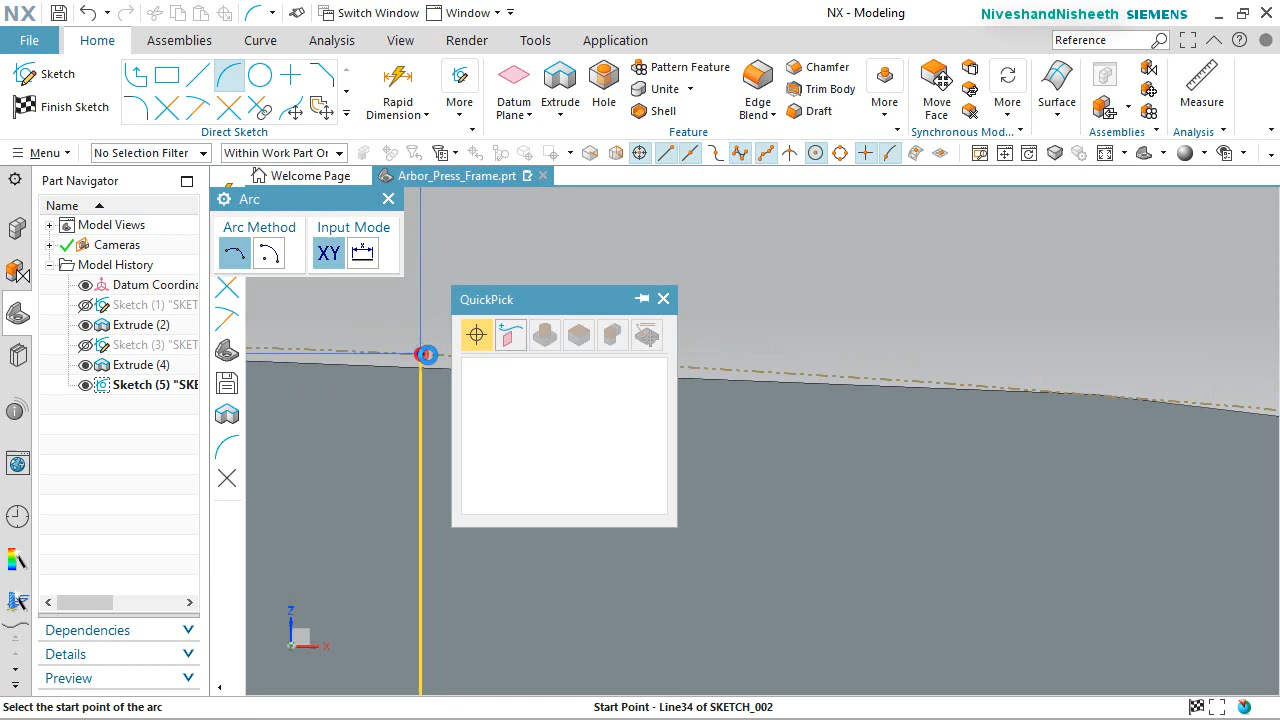 NX
Switch Window
Window
NX - Modeling
NiveshandNisheeth SIEMENS
File
Home
Assemblies
Curve
Analysis
View
Render
Tools
Application
Reference
Sketch
Finish Sketch
Direct Sketch
Rapid
Dimension
More
Datum
Plane
Extrude
Hole
Pattern Feature
Unite
Shell
Edge
Blend
Chamfer
Trim Body
Draft
More
Feature
Move
Face
More
Synchronous Mod...
Surface
Assemblies
Measure
Analysis
Menu
No Selection Filter
Within Work Part Or
Part Navigator
Welcome Page
Arbor_Press_Frame.prt
Name
Model Views
Cameras
Model History
Datum Coordina
Sketch (1) "SKET
Extrude (2)
Sketch (3) "SKET
Extrude (4)
Sketch (5) "SKE
Arc
Arc Method
Input Mode
XY
QuickPick
Z
X
Dependencies
Details
Preview
Select the start point of the arc
Start Point - Line34 of SKETCH_002